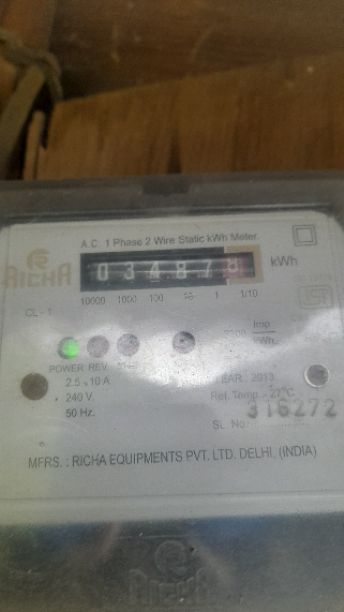 A.C. 1 Phase 2 Wire Static kWh Meter.
RICHA
034878 kWh
10000 1000 100 10 1 1/10
CL - 1
Imp
kWh
POWER REV
2.5 - 10 A
240 V.
50 Hz.
YEAR : 2013
Ref. Temp. - 27°C
316272
SL. No.
MFRS. : RICHA EQUIPMENTS PVT. LTD. DELHI, (INDIA)
RICHA